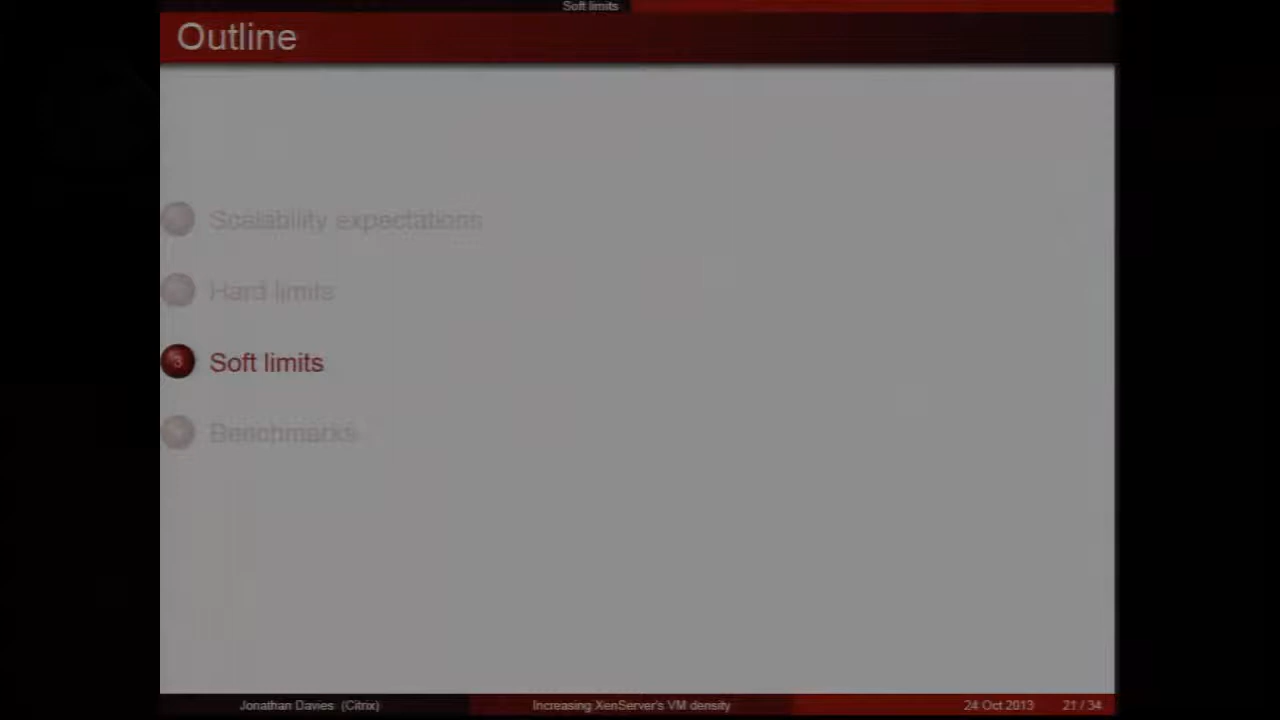 Soft limits
Outline
Scalability expectations
Hard limits
3 Soft limits
Benchmarks
Jonathan Davies (Citrix) Increasing XenServer's VM density 24 Oct 2013 21 / 34